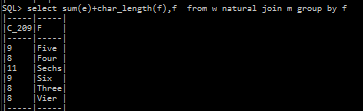 SQL> select sum(e)+char_length(f),f  from w natural join m group by f
|-----|-----|
|C_209|F    |
|-----|-----|
|9    |Five |
|8    |Four |
|11   |Sechs|
|9    |Six  |
|8    |Three|
|8    |Vier |